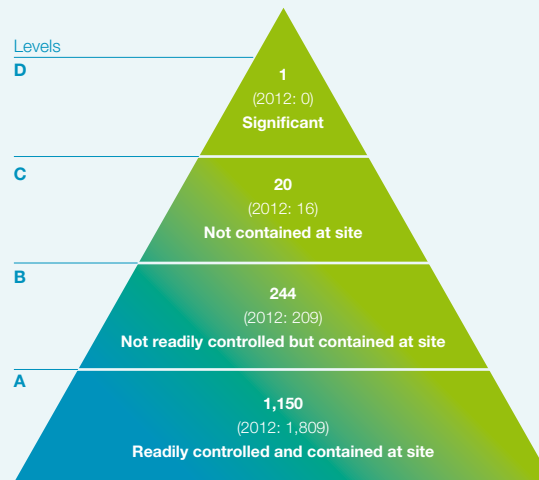 Levels
D
1
(2012: 0)
Significant
C
20
(2012: 16)
Not contained at site
B
244
(2012: 209)
Not readily controlled but contained at site
A
1,150
(2012: 1,809)
Readily controlled and contained at site